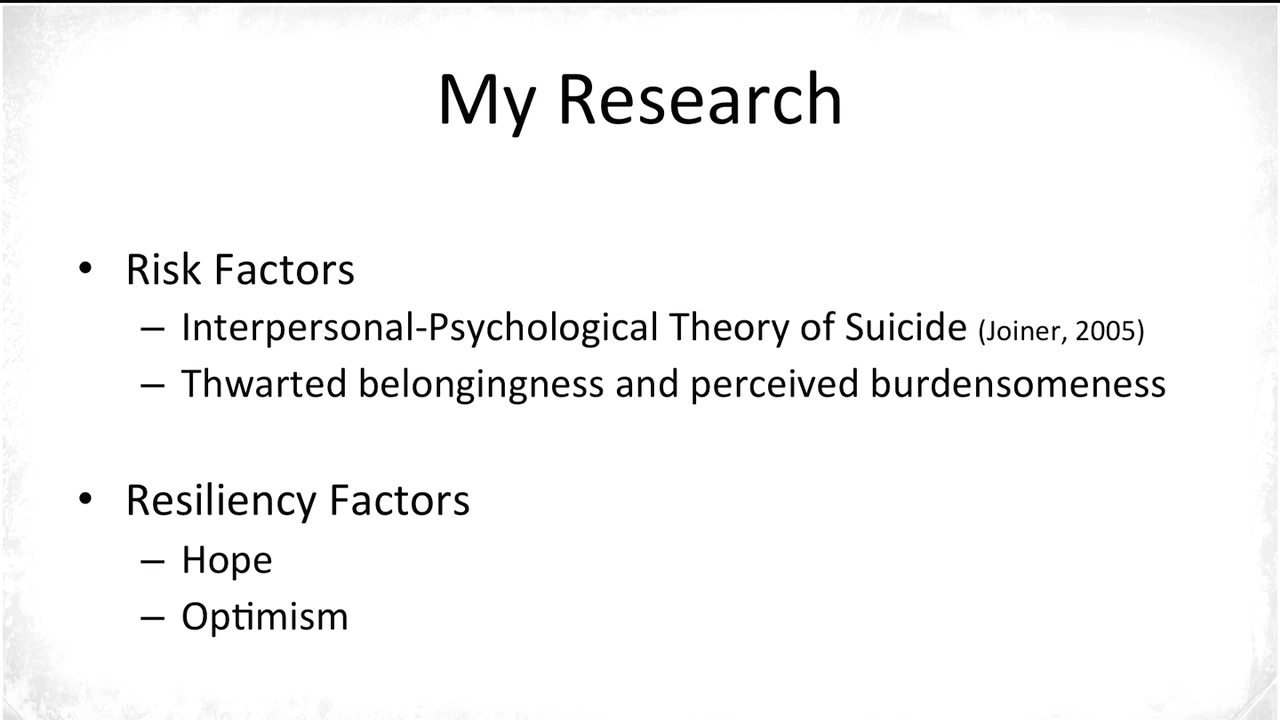 My Research
• Risk Factors
– Interpersonal-Psychological Theory of Suicide (Joiner, 2005)
– Thwarted belongingness and perceived burdensomeness
• Resiliency Factors
– Hope
– Optimism